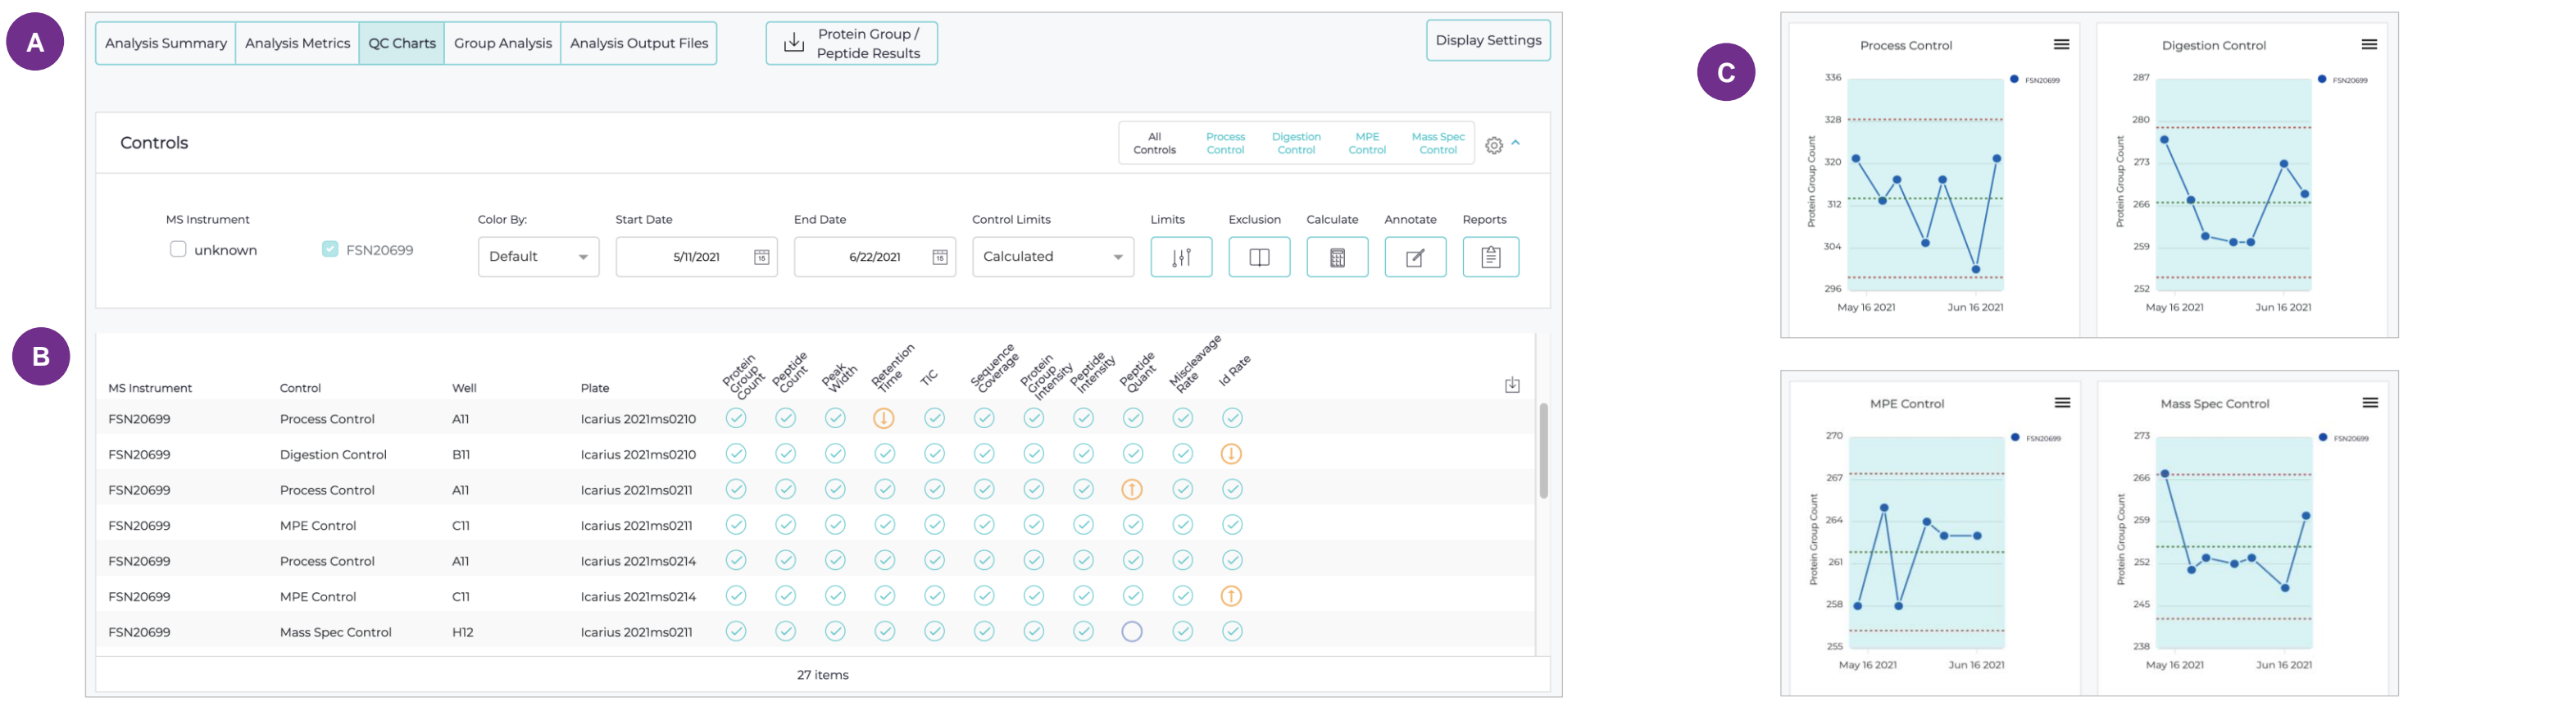 A
Analysis Summary
Analysis Metrics
QC Charts
Group Analysis
Analysis Output Files
Protein Group /
Peptide Results
Display Settings
Controls
All
Controls
Process
Control
Digestion
Control
MPE
Control
Mass Spec
Control
MS Instrument
unknown
FSN20699
Color By:
Default
Start Date
5/11/2021
15
End Date
6/22/2021
15
Control Limits
Calculated
Limits
Exclusion
Calculate
Annotate
Reports
B
MS Instrument Control Well Plate
Protein
Group
Count
Peptide
Count
Peak
Width
Retention
Time
TIC
Sequence
Coverage
Protein
Group
Intensity
Peptide
Intensity
Peptide
Quant
Miscleavage
Rate
Id Rate
FSN20699 Process Control A11 Icarius 2021ms0210
FSN20699 Digestion Control B11 Icarius 2021ms0210
FSN20699 Process Control A11 Icarius 2021ms0211
FSN20699 MPE Control C11 Icarius 2021ms0211
FSN20699 Process Control A11 Icarius 2021ms0214
FSN20699 MPE Control C11 Icarius 2021ms0214
FSN20699 Mass Spec Control H12 Icarius 2021ms0211
27 items
C
Process Control
FSN20699
Protein Group Count
336
328
320
312
304
296
May 16 2021 Jun 16 2021
Digestion Control
FSN20699
Protein Group Count
287
280
273
266
259
252
May 16 2021 Jun 16 2021
MPE Control
FSN20699
Protein Group Count
270
267
264
261
258
255
May 16 2021 Jun 16 2021
Mass Spec Control
FSN20699
Protein Group Count
273
266
259
252
245
238
May 16 2021 Jun 16 2021